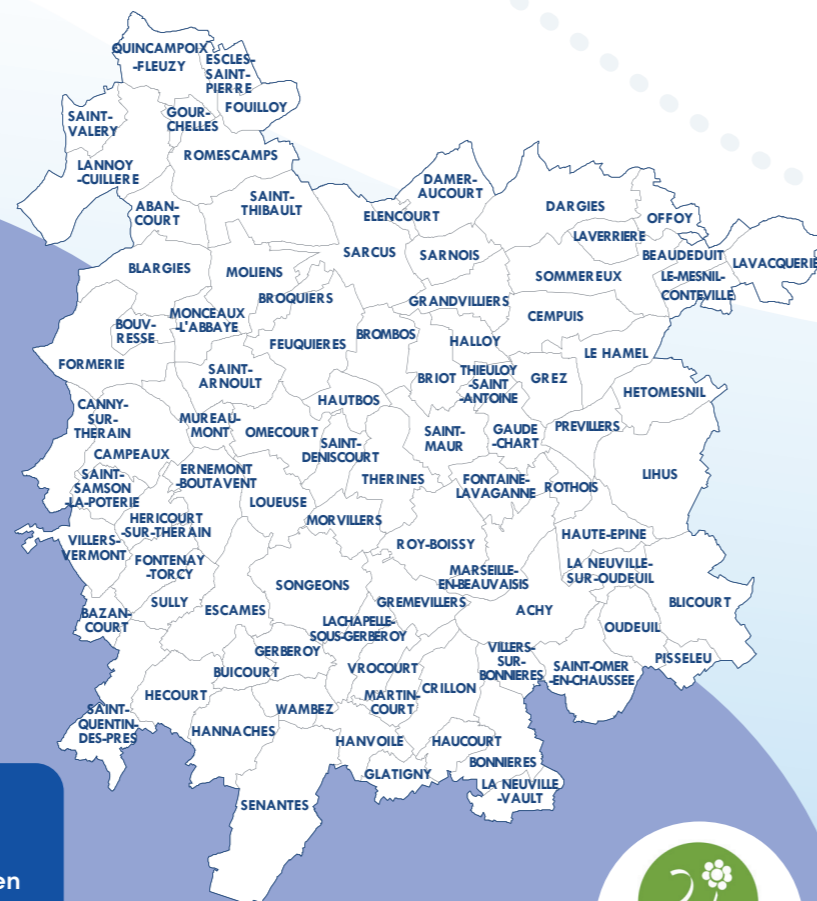 QUINCAMPOIX
-FLEUZY
ESCLES-
SAINT-
PIERRE
FOUILLOY
SAINT-
VALERY
GOUR-
CHELLES
ROMESCAMPS
LANNOY
-CUILLERE
ABAN-
COURT
SAINT-
THIBAULT
DAMER-
AUCOURT
ELENCOURT
DARGIES
OFFOY
LAVERRIERE
BEAUDEDUIT
LAVACQUERIE
LE-MESNIL-
CONTEVILLE
SARCUS
SARNOIS
SOMMEREUX
BLARGIES
MOLIENS
BROQUIERS
GRANDVILLIERS
CEMPUIS
MONCEAUX
-L'ABBAYE
BOUV-
RESSE
FEUQUIERES
BROMBOS
HALLOY
LE HAMEL
FORMERIE
SAINT-
ARNOULT
BRIOT
THIEULOY
-SAINT
-ANTOINE
GREZ
HETOMESNIL
HAUTBOS
CANNY-
SUR-
THERAIN
MUREAU-
MONT
OMECOURT
SAINT-
DENISCOURT
SAINT-
MAUR
GAUDE
-CHART
PREVILLERS
CAMPEAUX
ERNEMONT
-BOUTAVENT
SAINT-
SAMSON
-LA-POTERIE
LOUEUSE
THERINES
FONTAINE-
LAVAGANNE
ROTHOIS
LIHUS
HERICOURT
-SUR-THERAIN
MORVILLERS
VILLERS-
VERMONT
ROY-BOISSY
HAUTE-EPINE
FONTENAY
-TORCY
SONGEONS
MARSEILLE-
EN-BEAUVAISIS
LA NEUVILLE-
SUR-OUDEUIL
SULLY
ESCAMES
GREMEVILLERS
ACHY
BLICOURT
BAZAN-
COURT
LACHAPELLE-
SOUS-GERBEROY
OUDEUIL
GERBEROY
VILLERS-
SUR-
BONNIERES
PISSELEU
BUICOURT
VROCOURT
SAINT-OMER
-EN-CHAUSSEE
HECOURT
MARTIN-
COURT
CRILLON
SAINT-
QUENTIN-
DES-PRES
WAMBEZ
HANNACHES
HANVOILE
HAUCOURT
BONNIERES
GLATIGNY
LA NEUVILLE
-VAULT
SENANTES
en